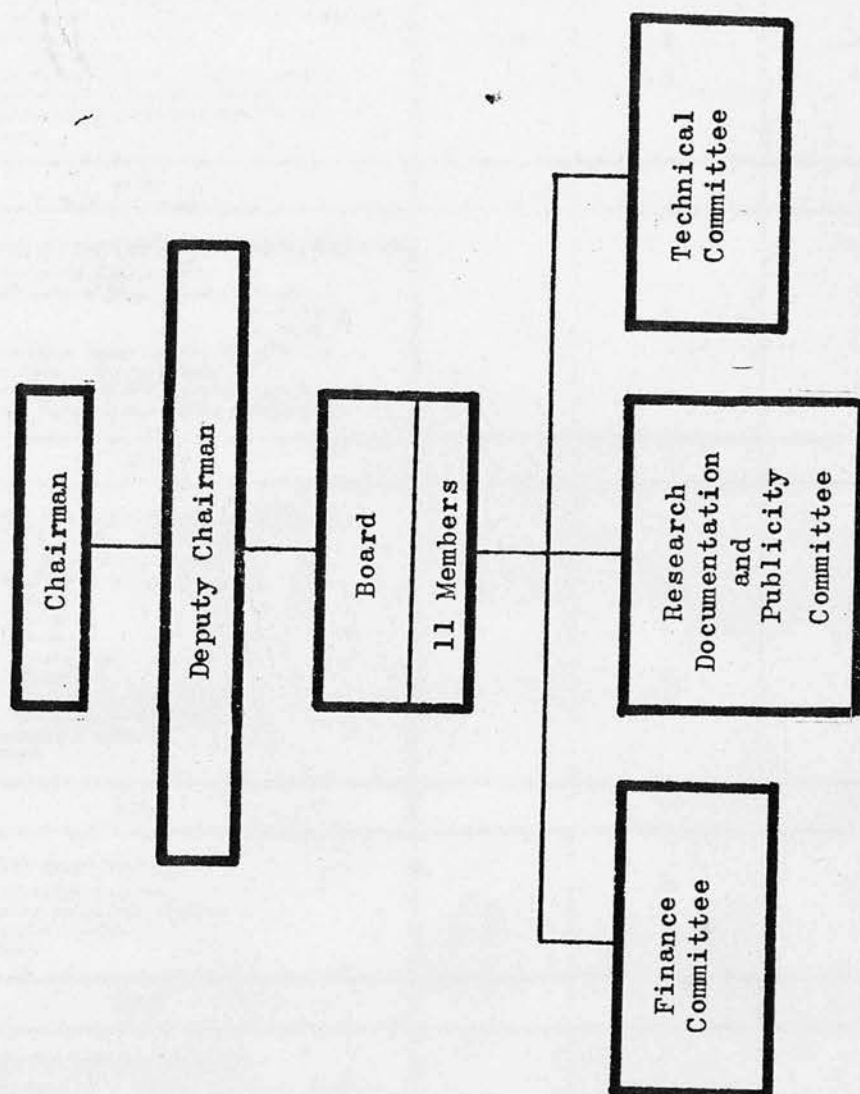 Chairman
Deputy Chairman
Board
11 Members
Finance
Committee
Research
Documentation
and
Publicity
Committee
Technical
Committee